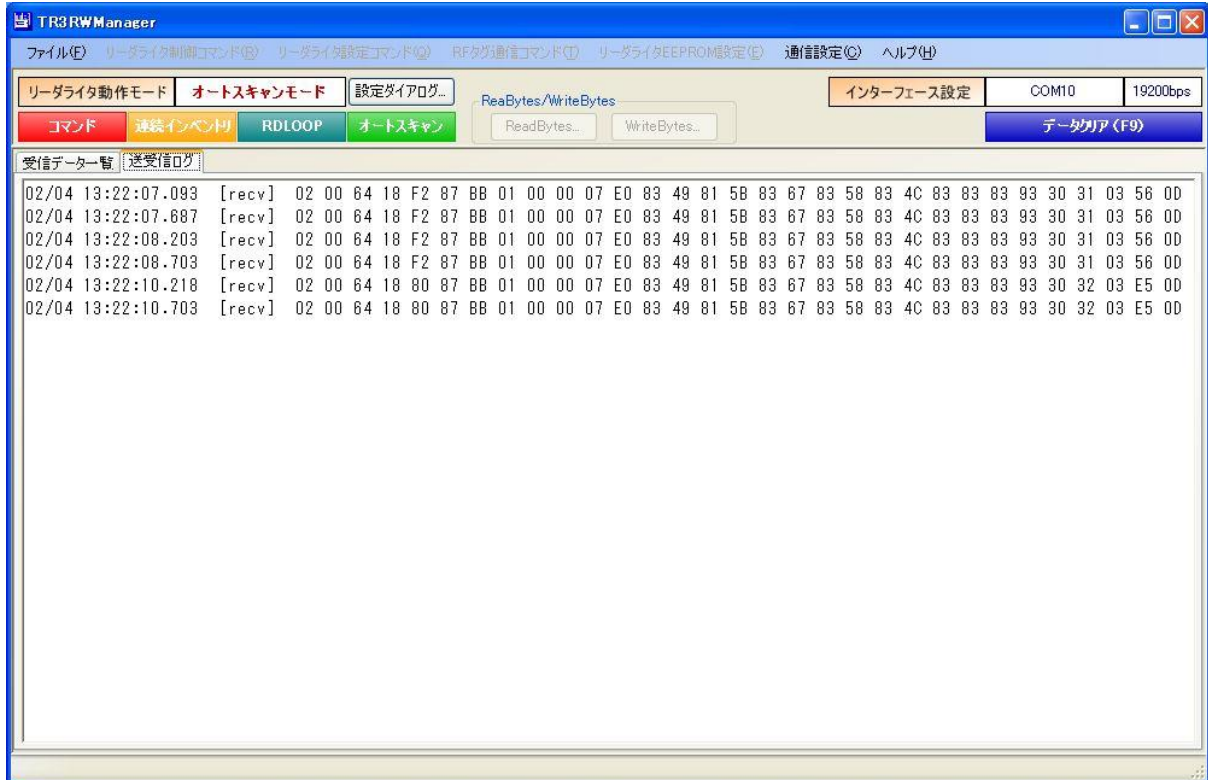 TR3RWManager
ファイル(F) リーダライタ制御コマンド(R) リーダライタ設定コマンド(Q) RFタグ通信コマンド(T) リーダライタEEPROM設定(E) 通信設定(C) ヘルプ(H)
リーダライタ動作モード オートスキャンモード 設定ダイアログ... ReaBytes/WriteBytes インターフェース設定 COM10 19200bps
コマンド 連続インベントリ RDLOOP オートスキャン ReadBytes... WriteBytes... データクリア(F9)
受信データ一覧 送受信ログ
02/04 13:22:07.093 [recv] 02 00 64 18 F2 87 BB 01 00 00 07 E0 83 49 81 5B 83 67 83 58 83 4C 83 83 83 93 30 31 03 56 0D
02/04 13:22:07.687 [recv] 02 00 64 18 F2 87 BB 01 00 00 07 E0 83 49 81 5B 83 67 83 58 83 4C 83 83 83 93 30 31 03 56 0D
02/04 13:22:08.203 [recv] 02 00 64 18 F2 87 BB 01 00 00 07 E0 83 49 81 5B 83 67 83 58 83 4C 83 83 83 93 30 31 03 56 0D
02/04 13:22:08.703 [recv] 02 00 64 18 F2 87 BB 01 00 00 07 E0 83 49 81 5B 83 67 83 58 83 4C 83 83 83 93 30 31 03 56 0D
02/04 13:22:10.218 [recv] 02 00 64 18 80 87 BB 01 00 00 07 E0 83 49 81 5B 83 67 83 58 83 4C 83 83 83 93 30 32 03 E5 0D
02/04 13:22:10.703 [recv] 02 00 64 18 80 87 BB 01 00 00 07 E0 83 49 81 5B 83 67 83 58 83 4C 83 83 83 93 30 32 03 E5 0D